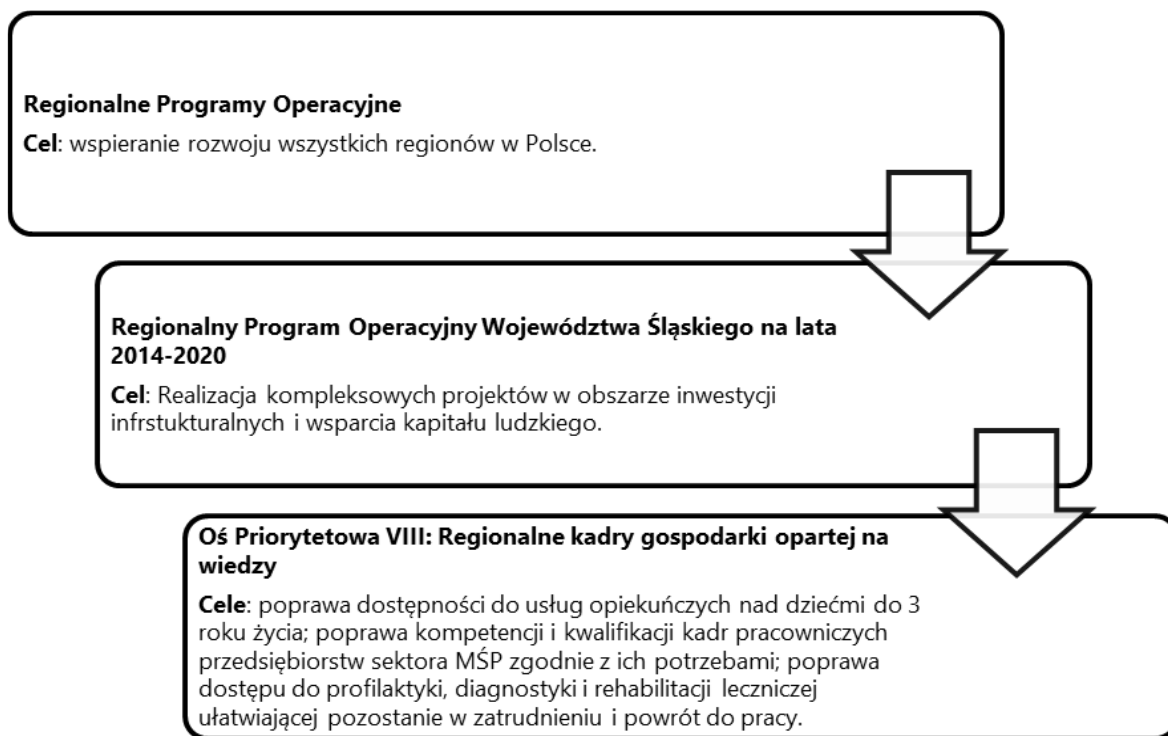 Regionalne Programy Operacyjne
Cel: wspieranie rozwoju wszystkich regionów w Polsce.
Regionalny Program Operacyjny Województwa Śląskiego na lata
2014-2020
Cel: Realizacja kompleksowych projektów w obszarze inwestycji
infrstukturalnych i wsparcia kapitału ludzkiego.
Oś Priorytetowa VIII: Regionalne kadry gospodarki opartej na
wiedzy
Cele: poprawa dostępności do usług opiekuńczych nad dziećmi do 3
roku życia; poprawa kompetencji i kwalifikacji kadr pracowniczych
przedsiębiorstw sektora MŚP zgodnie z ich potrzebami; poprawa
dostępu do profilaktyki, diagnostyki i rehabilitacji leczniczej
ułatwiającej pozostanie w zatrudnieniu i powrót do pracy.